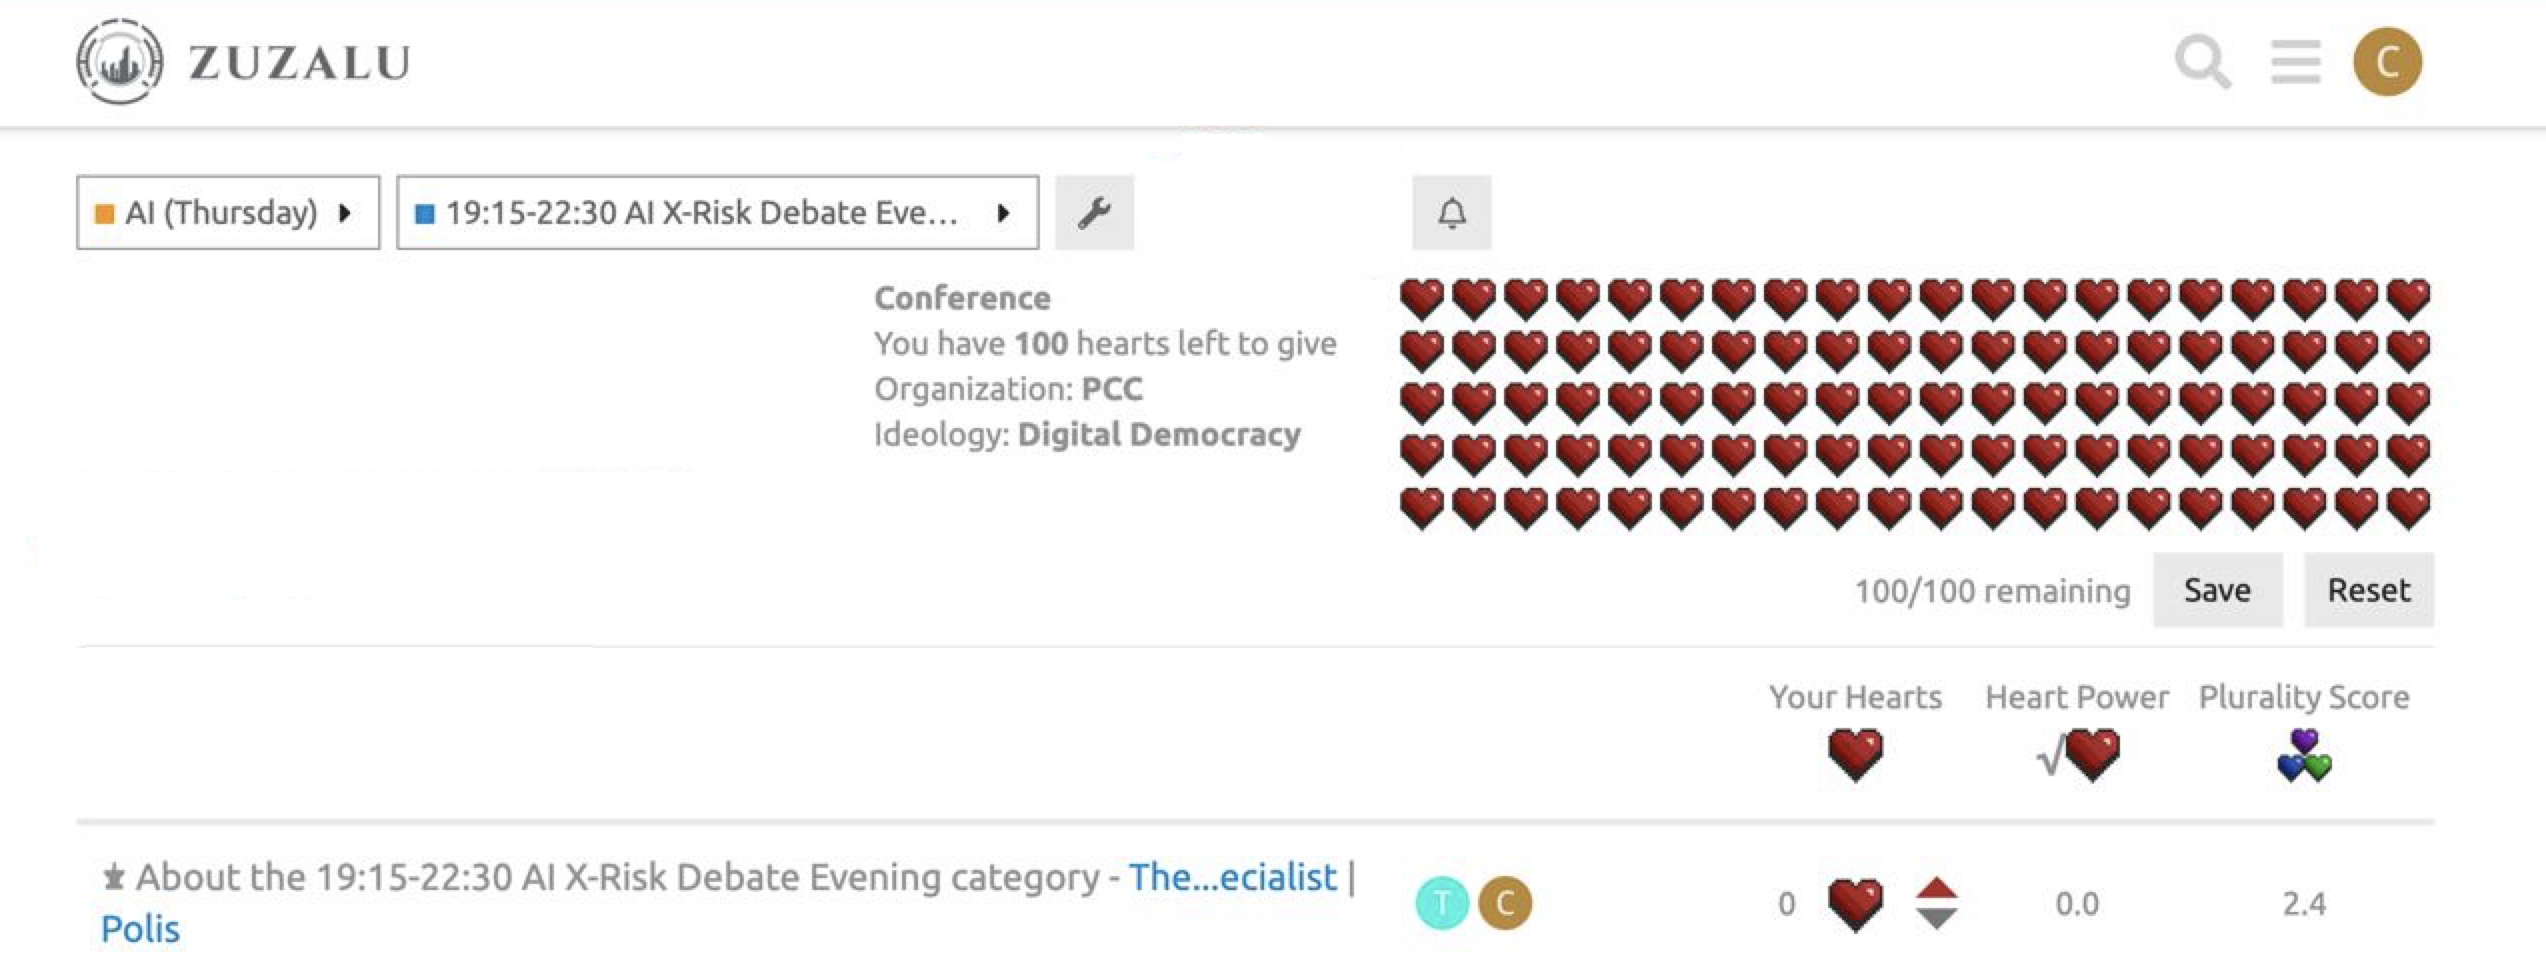 ZUZALU
C
AI (Thursday)
19:15-22:30 AI X-Risk Debate Eve...
Conference
You have 100 hearts left to give
Organization: PCC
Ideology: Digital Democracy
100/100 remaining
Save
Reset
Your Hearts
Heart Power
Plurality Score
√
About the 19:15-22:30 AI X-Risk Debate Evening category - The...ecialist |
Polis
T
C
0
0.0
2.4